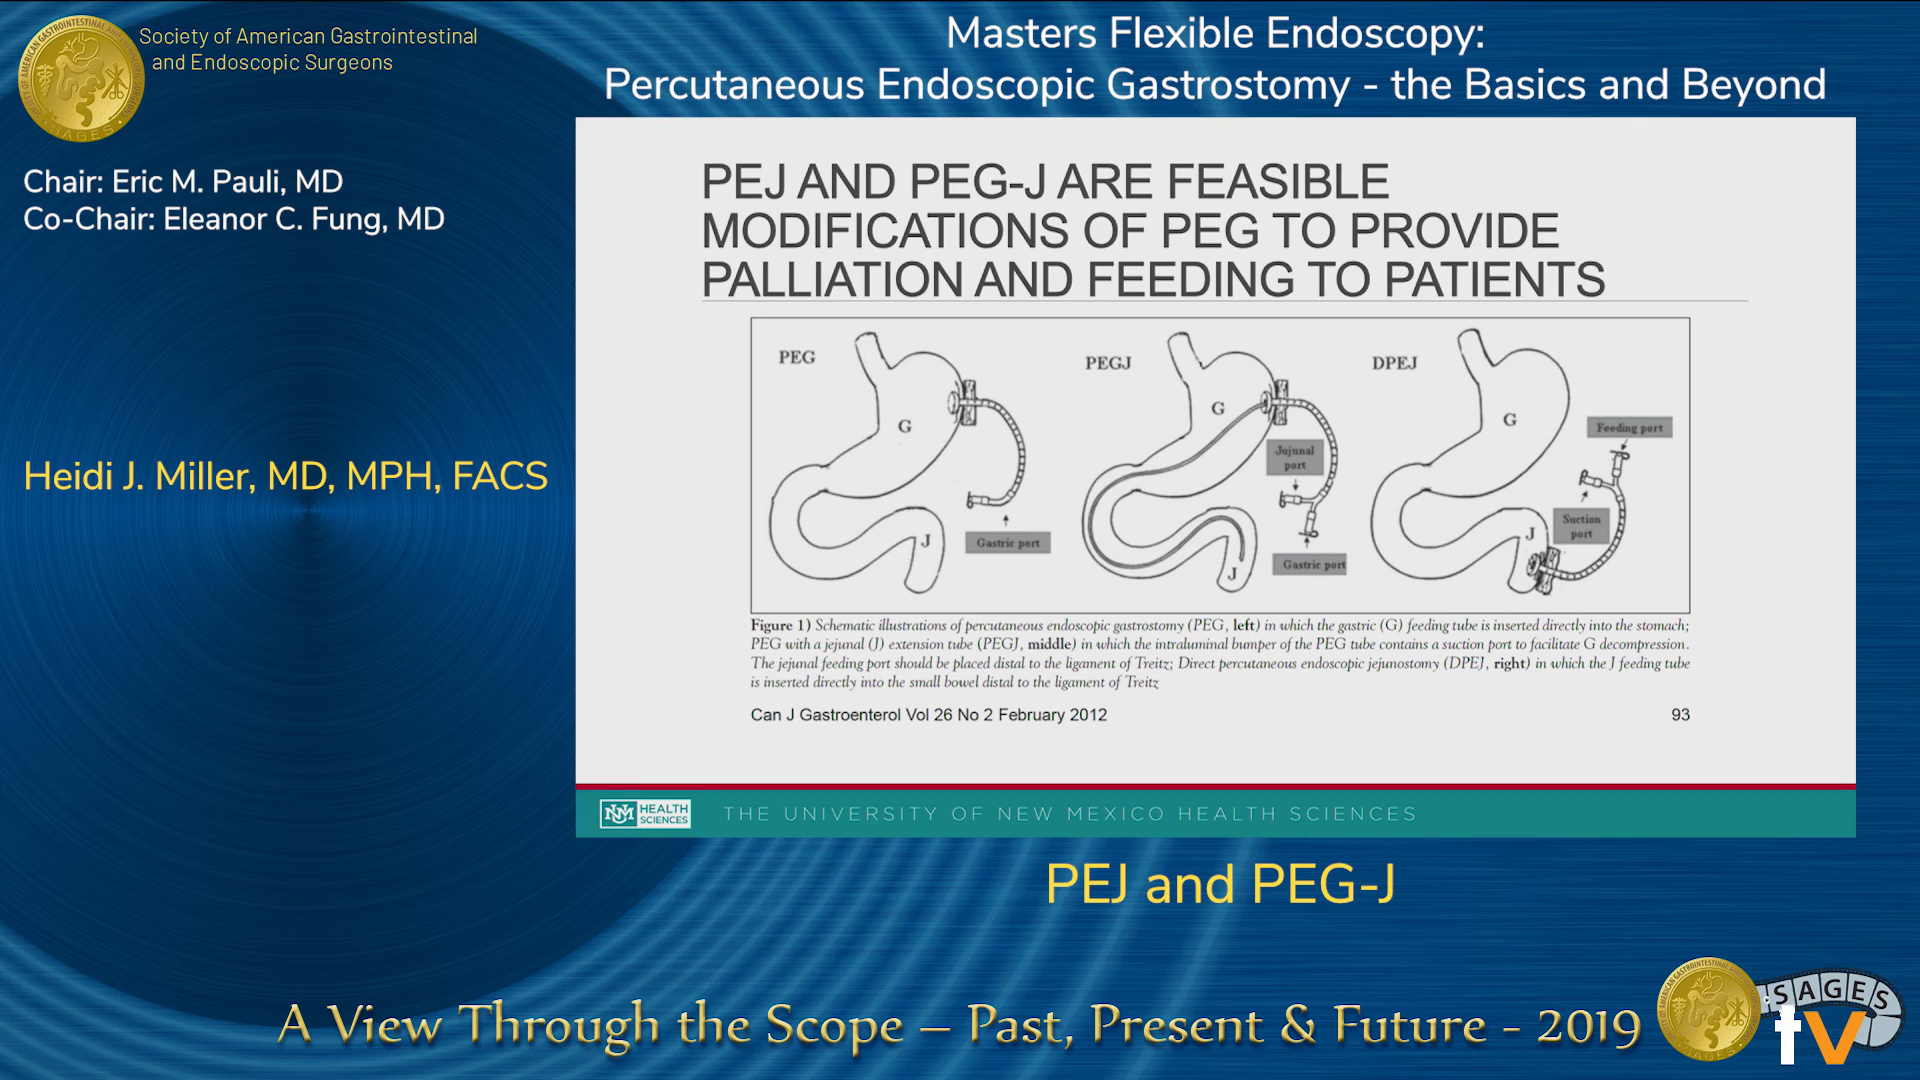 Society of American Gastrointestinal
and Endoscopic Surgeons
Masters Flexible Endoscopy:
Percutaneous Endoscopic Gastrostomy - the Basics and Beyond
Chair: Eric M. Pauli, MD
Co-Chair: Eleanor C. Fung, MD
Heidi J. Miller, MD, MPH, FACS
PEJ AND PEG-J ARE FEASIBLE
MODIFICATIONS OF PEG TO PROVIDE
PALLIATION AND FEEDING TO PATIENTS
PEG
G
J
Gastric port
PEGJ
G
Jujunal
port
J
Gastric port
DPEJ
G
Feeding port
Suction
port
J
Figure 1) Schematic illustrations of percutaneous endoscopic gastrostomy (PEG, left) in which the gastric (G) feeding tube is inserted directly into the stomach;
PEG with a jejunal (J) extension tube (PEGJ, middle) in which the intraluminal bumper of the PEG tube contains a suction port to facilitate G decompression.
The jejunal feeding port should be placed distal to the ligament of Treitz; Direct percutaneous endoscopic jejunostomy (DPEJ, right) in which the J feeding tube
is inserted directly into the small bowel distal to the ligament of Treitz
Can J Gastroenterol Vol 26 No 2 February 2012
93
UNM HEALTH
SCIENCES
THE UNIVERSITY OF NEW MEXICO HEALTH SCIENCES
PEJ and PEG-J
A View Through the Scope – Past, Present & Future - 2019
SAGES
tv